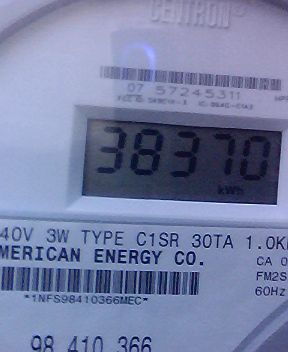 CENTRON®
07 57245311
38370
kWh
40V 3W TYPE C1SR 30TA 1.0K
MERICAN ENERGY CO.
CA 0
FM2S
*1NFS98410366MEC*
60Hz
98 410 366